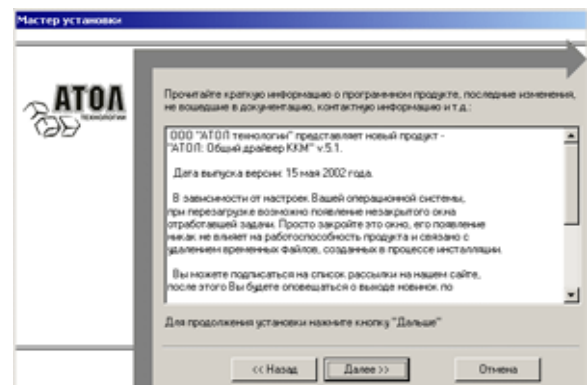 Мастер установки
АТОЛ
ТЕХНОЛОГИИ
Прочитайте краткую информацию о программном продукте, последние изменения,
не вошедшие в документацию, контактную информацию и т.д.:
ООО "АТОЛ технологии" представляет новый продукт -
"АТОЛ: Общий драйвер ККМ" v.5.1.
Дата выпуска версии: 15 мая 2002 года.
В зависимости от настроек Вашей операционной системы,
при перезагрузке возможно появление незакрытого окна
отработавшей задачи. Просто закройте это окно, его появление
никак не влияет на работоспособность продукта и связано с
удалением временных файлов, созданных в процессе инсталляции.
Вы можете подписаться на список рассылки на нашем сайте,
после этого Вы будете оповещаться о выходе новинок по
Для продолжения установки нажмите кнопку "Дальше"
<< Назад
Далее >>
Отмена